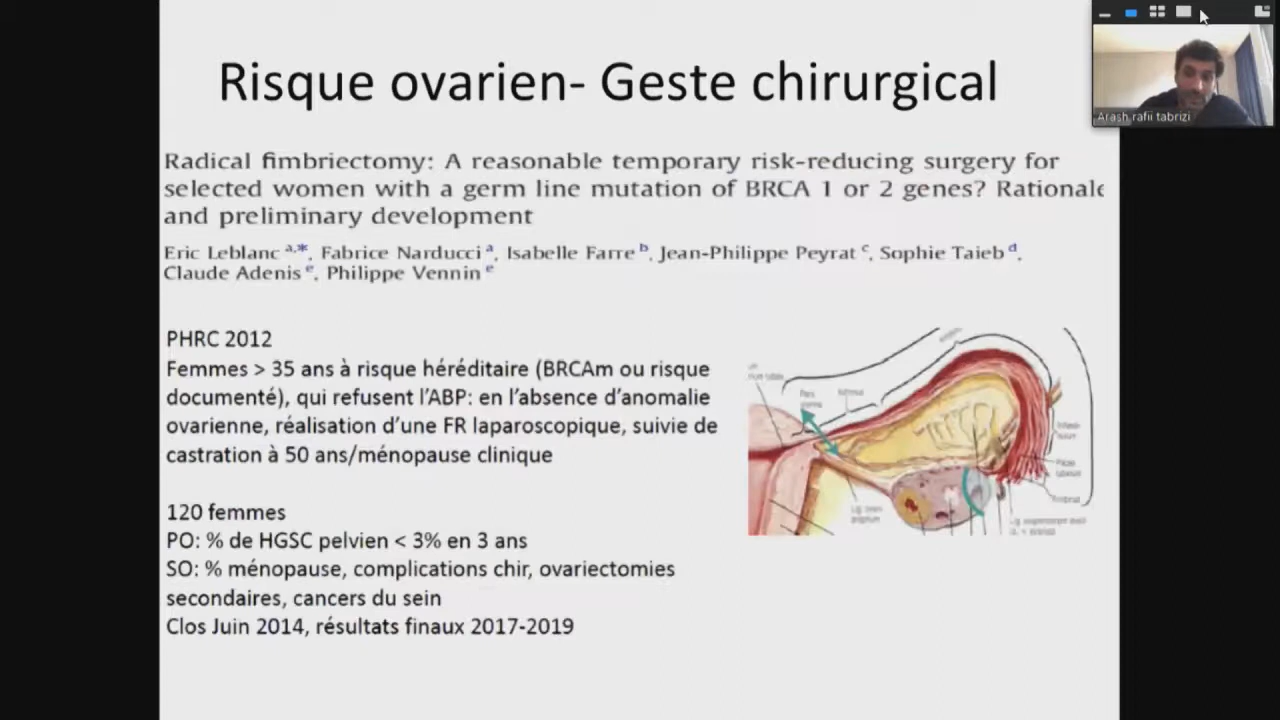 Risque ovarien- Geste chirurgical
Arash rafii tabrizi
Radical fimbriectomy: A reasonable temporary risk-reducing surgery for
selected women with a germ line mutation of BRCA 1 or 2 genes? Rationale
and preliminary development
Eric Leblanc a,*, Fabrice Narducci a, Isabelle Farre b, Jean-Philippe Peyrat c, Sophie Taieb d,
Claude Adenis e, Philippe Vennin e
PHRC 2012
Femmes > 35 ans à risque héréditaire (BRCAm ou risque
documenté), qui refusent l'ABP: en l'absence d'anomalie
ovarienne, réalisation d'une FR laparoscopique, suivie de
castration à 50 ans/ménopause clinique
120 femmes
PO: % de HGSC pelvien < 3% en 3 ans
SO: % ménopause, complications chir, ovariectomies
secondaires, cancers du sein
Clos Juin 2014, résultats finaux 2017-2019